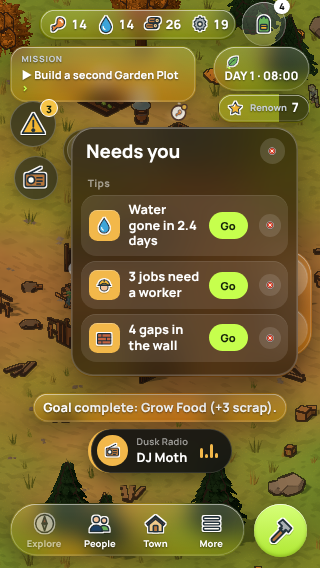 14 14 26 19
4
MISSION
▶ Build a second Garden Plot
›
DAY 1 · 08:00
Renown 7
3
Needs you
Tips
Water
gone in 2.4
days
Go
3 jobs need
a worker
Go
4 gaps in
the wall
Go
Goal complete: Grow Food (+3 scrap).
Dusk Radio
DJ Moth
Explore People Town More